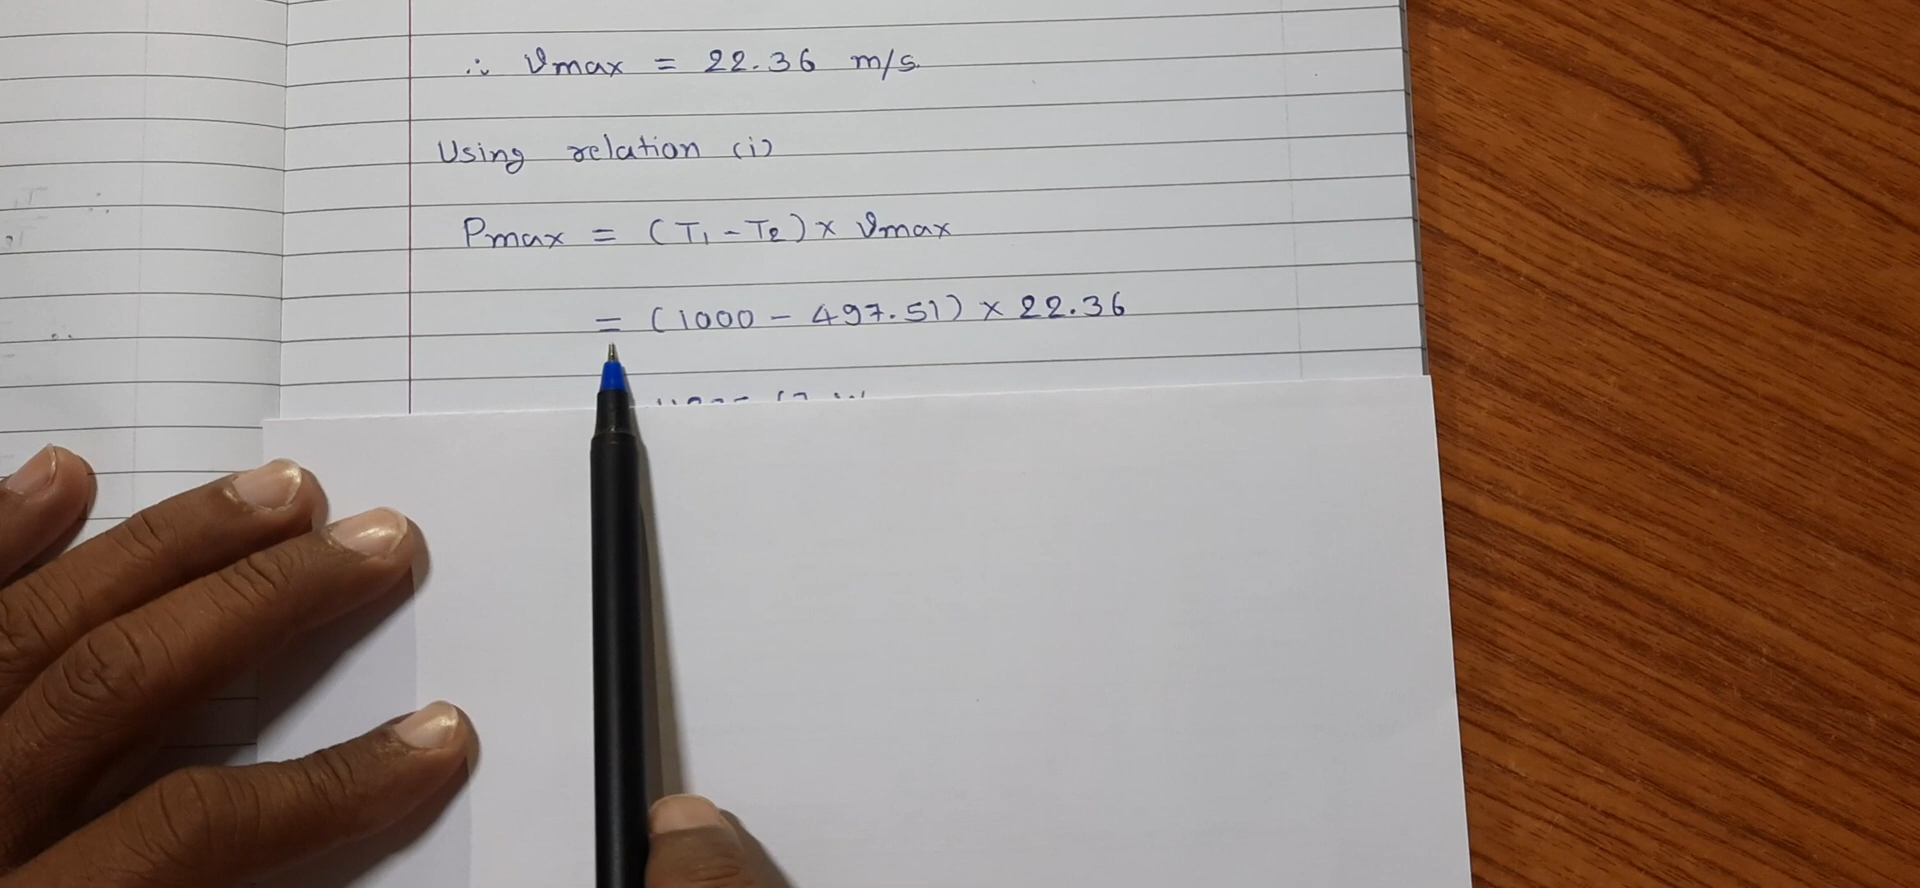 ∴ Vmax = 22.36 m/s.
Using relation (i)
Pmax = (T1 - T2) × Vmax
= (1000 - 497.51) × 22.36